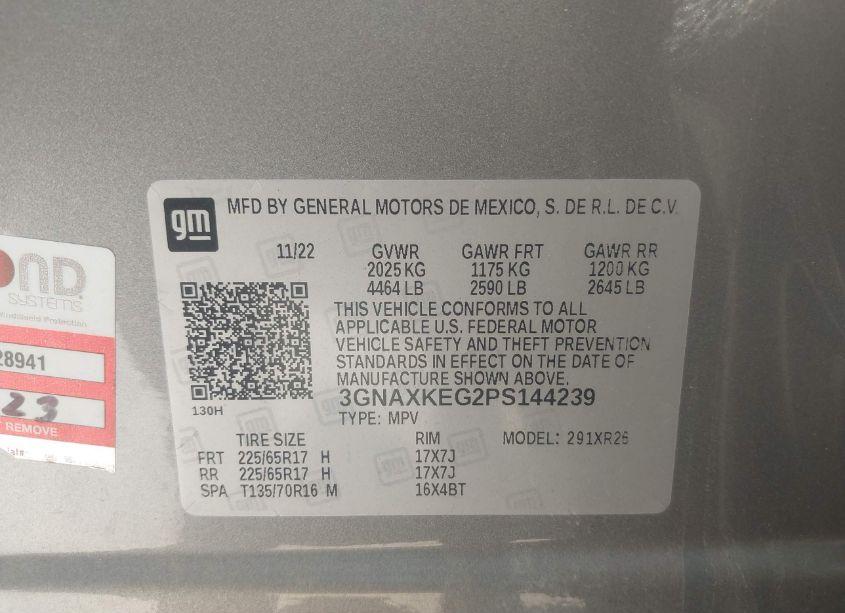 gm
MFD BY GENERAL MOTORS DE MEXICO, S. DE R.L. DE C.V.
11/22 GVWR GAWR FRT GAWR RR
2025 KG 1175 KG 1200 KG
4464 LB 2590 LB 2645 LB
THIS VEHICLE CONFORMS TO ALL
APPLICABLE U.S. FEDERAL MOTOR
VEHICLE SAFETY AND THEFT PREVENTION
STANDARDS IN EFFECT ON THE DATE OF
MANUFACTURE SHOWN ABOVE.
3GNAXKEG2PS144239
130H
TYPE: MPV
TIRE SIZE RIM MODEL: 291XR26
FRT 225/65R17 H 17X7J
RR 225/65R17 H 17X7J
SPA T135/70R16 M 16X4BT
OND
SYSTEMS
Windshield Protection
28941
23
T REMOVE